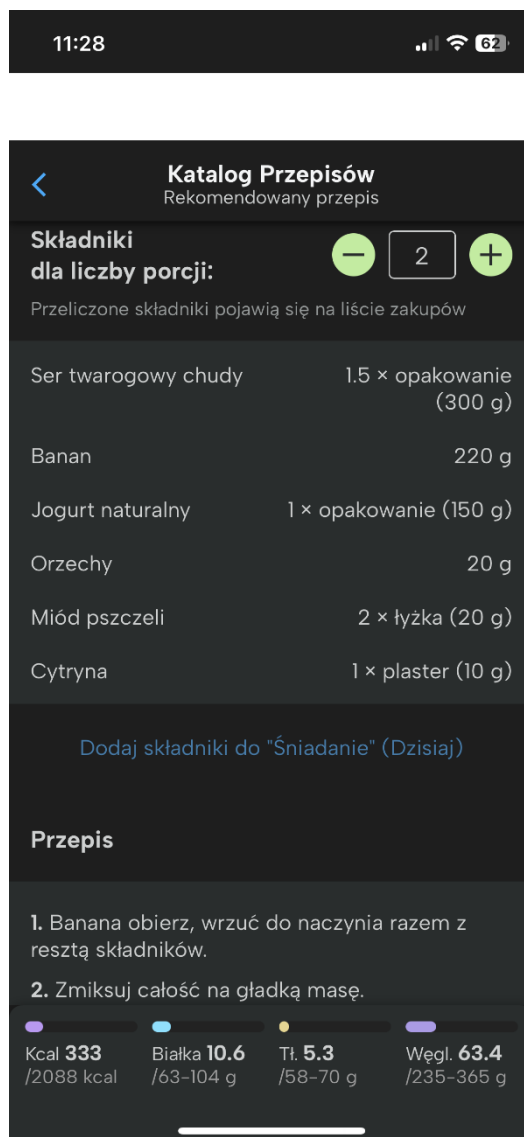 11:28
62
Katalog Przepisów
Rekomendowany przepis
Składniki
dla liczby porcji:
2
Przeliczone składniki pojawią się na liście zakupów
Ser twarogowy chudy 1.5 × opakowanie
(300 g)
Banan 220 g
Jogurt naturalny 1 × opakowanie (150 g)
Orzechy 20 g
Miód pszczeli 2 × łyżka (20 g)
Cytryna 1 × plaster (10 g)
Dodaj składniki do "Śniadanie" (Dzisiaj)
Przepis
1. Banana obierz, wrzuć do naczynia razem z
resztą składników.
2. Zmiksuj całość na gładką masę.
Kcal 333 Białka 10.6 Tł. 5.3 Węgl. 63.4
/2088 kcal /63-104 g /58-70 g /235-365 g